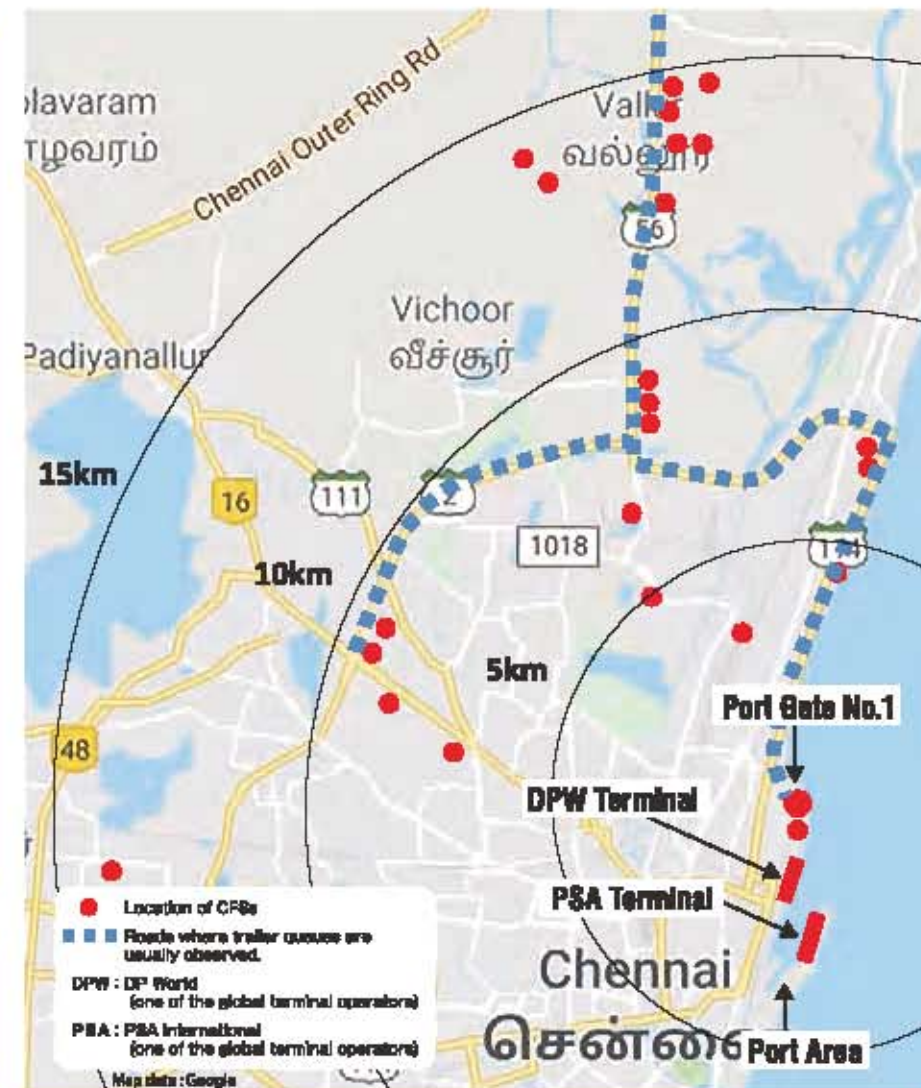 Chennai Outer Ring Rd
olavaram
ழவரம்
வல்லூர்
56
Vichoor
வீச்சூர்
Padiyanallur
15km
16
111
2
114
1018
10km
5km
Port Gate No.1
48
DPW Terminal
PSA Terminal
Location of CFSs
Roads where trailer queues are
usually observed.
DPW : DP World
(one of the global terminal operators)
PSA : PSA International
(one of the global terminal operators)
Map data : Google
Chennai
சென்னை
Port Area